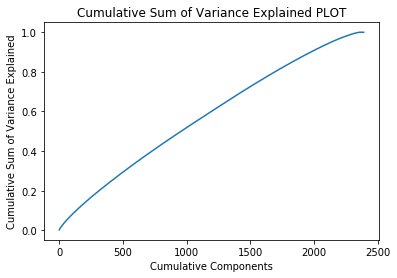 Cumulative Sum of Variance Explained PLOT
Cumulative Sum of Variance Explained
1.0
0.8
0.6
0.4
0.2
0.0
0 500 1000 1500 2000 2500
Cumulative Components